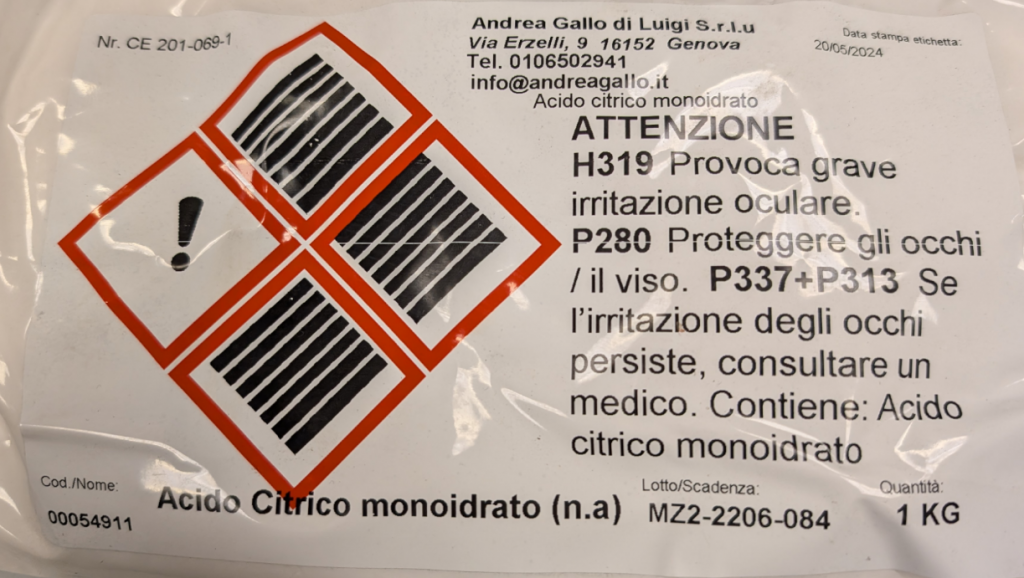 Nr. CE 201-069-1
Andrea Gallo di Luigi S.r.l.u
Via Erzelli, 9 16152 Genova
Tel. 0106502941
info@andreagallo.it
Data stampa etichetta:
20/05/2024
Acido citrico monoidrato
ATTENZIONE
H319 Provoca grave
irritazione oculare.
P280 Proteggere gli occhi
/ il viso. P337+P313 Se
l'irritazione degli occhi
persiste, consultare un
medico. Contiene: Acido
citrico monoidrato
Cod./Nome:
00054911
Acido Citrico monoidrato (n.a)
Lotto/Scadenza:
MZ2-2206-084
Quantità:
1 KG